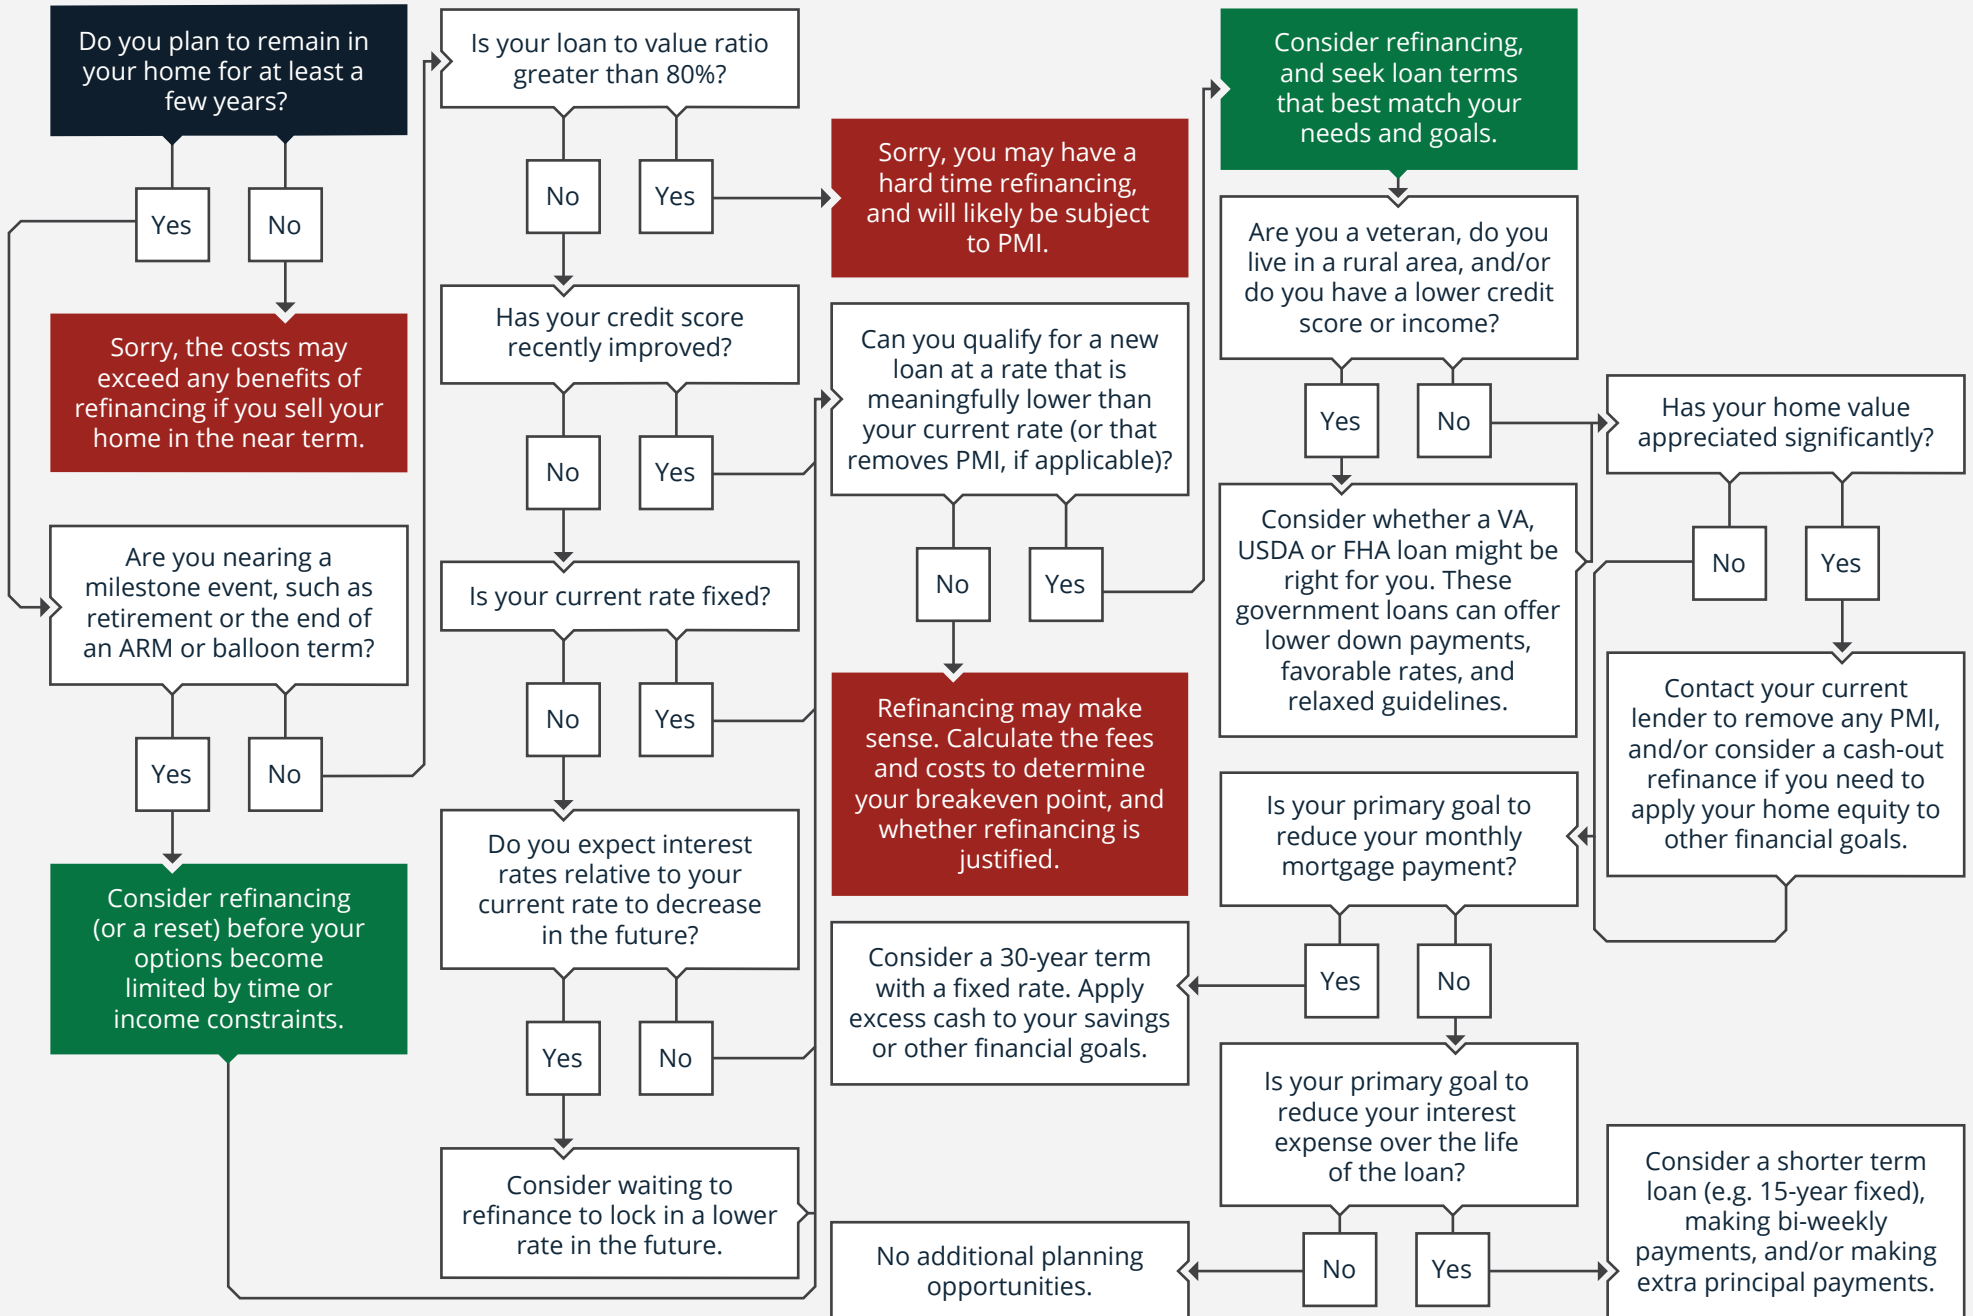 Do you plan to remain in
your home for at least a
few years?
Yes
No
Sorry, the costs may
exceed any benefits of
refinancing if you sell your
home in the near term.
Are you nearing a
milestone event, such as
retirement or the end of
an ARM or balloon term?
Yes
No
Consider refinancing
(or a reset) before your
options become
limited by time or
income constraints.
Is your loan to value ratio
greater than 80%?
No
Yes
Sorry, you may have a
hard time refinancing,
and will likely be subject
to PMI.
Has your credit score
recently improved?
No
Yes
Is your current rate fixed?
No
Yes
Do you expect interest
rates relative to your
current rate to decrease
in the future?
Yes
No
Consider waiting to
refinance to lock in a lower
rate in the future.
Can you qualify for a new
loan at a rate that is
meaningfully lower than
your current rate (or that
removes PMI, if applicable)?
No
Yes
Refinancing may make
sense. Calculate the fees
and costs to determine
your breakeven point, and
whether refinancing is
justified.
Consider refinancing,
and seek loan terms
that best match your
needs and goals.
Are you a veteran, do you
live in a rural area, and/or
do you have a lower credit
score or income?
Yes
No
Consider whether a VA,
USDA or FHA loan might be
right for you. These
government loans can offer
lower down payments,
favorable rates, and
relaxed guidelines.
Has your home value
appreciated significantly?
No
Yes
Contact your current
lender to remove any PMI,
and/or consider a cash-out
refinance if you need to
apply your home equity to
other financial goals.
Is your primary goal to
reduce your monthly
mortgage payment?
Yes
No
Consider a 30-year term
with a fixed rate. Apply
excess cash to your savings
or other financial goals.
Is your primary goal to
reduce your interest
expense over the life
of the loan?
No
Yes
No additional planning
opportunities.
Consider a shorter term
loan (e.g. 15-year fixed),
making bi-weekly
payments, and/or making
extra principal payments.